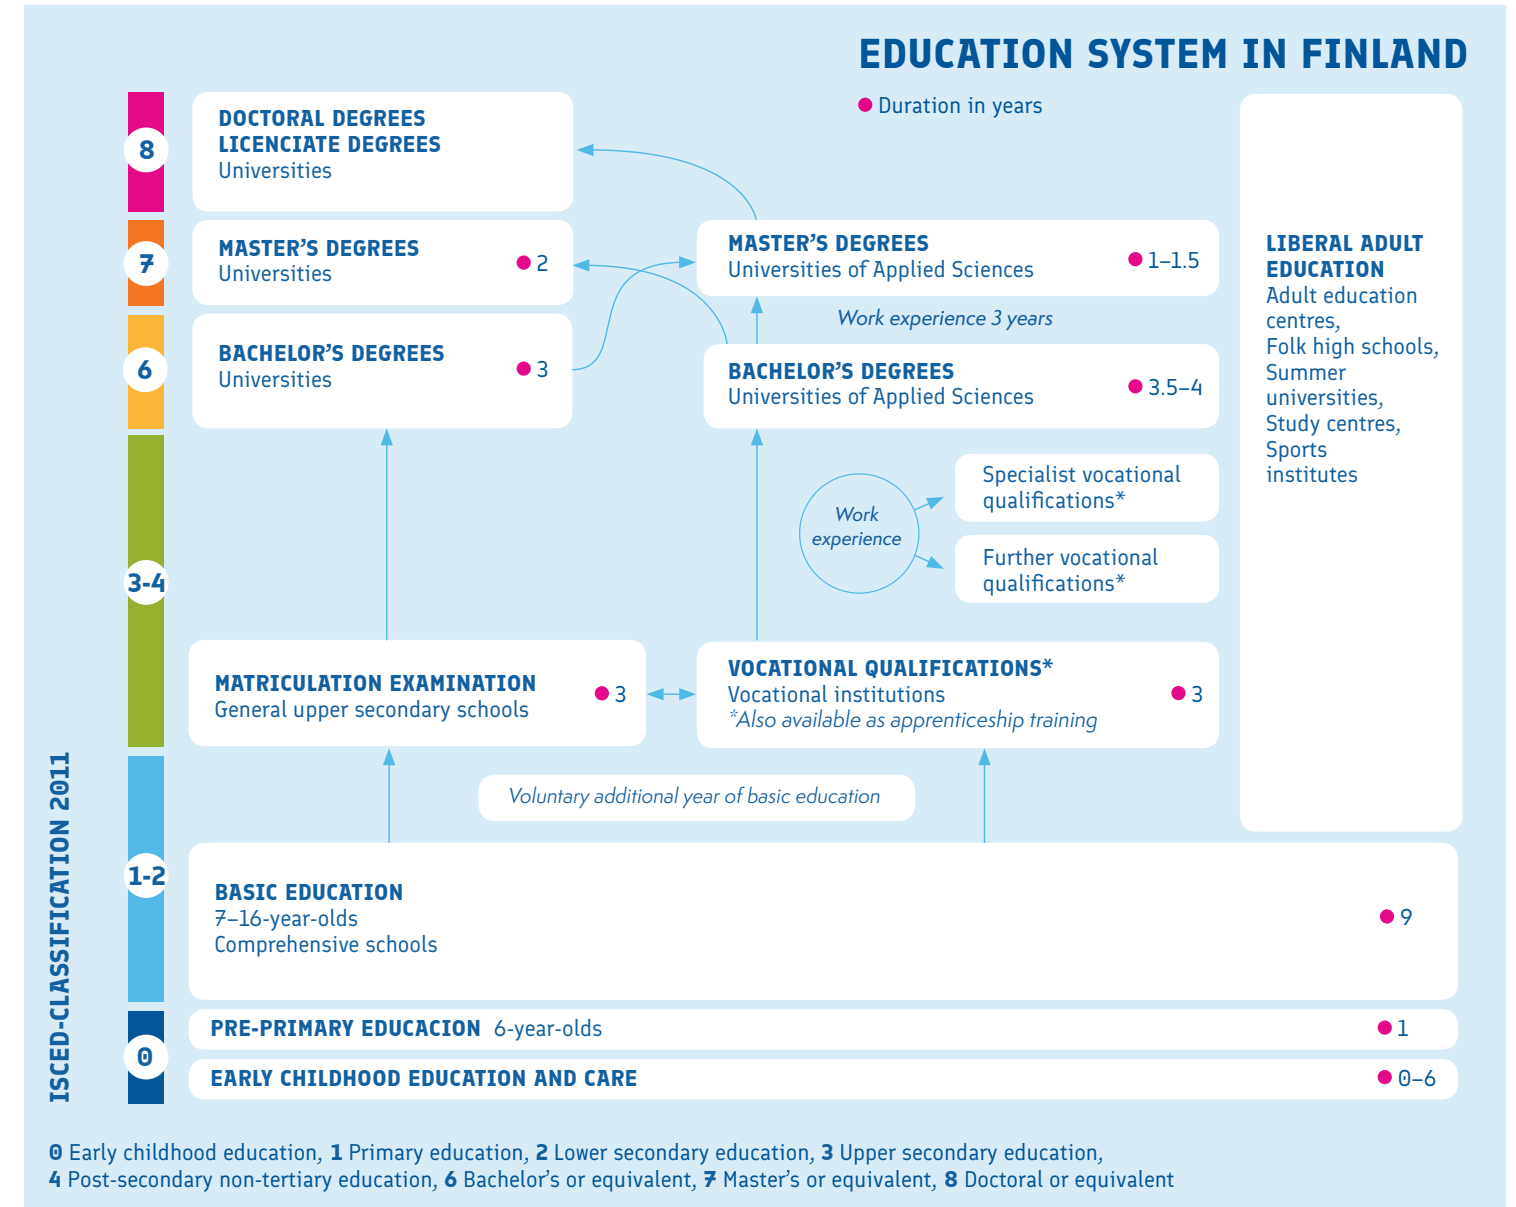 EDUCATION SYSTEM IN FINLAND
Duration in years
8
DOCTORAL DEGREES
LICENCIATE DEGREES
Universities
7
MASTER'S DEGREES
Universities
2
MASTER'S DEGREES
Universities of Applied Sciences
1–1.5
Work experience 3 years
6
BACHELOR'S DEGREES
Universities
3
BACHELOR'S DEGREES
Universities of Applied Sciences
3.5–4
LIBERAL ADULT
EDUCATION
Adult education
centres,
Folk high schools,
Summer
universities,
Study centres,
Sports
institutes
3-4
Work
experience
Specialist vocational
qualifications*
Further vocational
qualifications*
MATRICULATION EXAMINATION
General upper secondary schools
3
VOCATIONAL QUALIFICATIONS*
Vocational institutions
*Also available as apprenticeship training
3
Voluntary additional year of basic education
ISCED-CLASSIFICATION 2011
1-2
BASIC EDUCATION
7–16-year-olds
Comprehensive schools
9
0
PRE-PRIMARY EDUCACION 6-year-olds
1
EARLY CHILDHOOD EDUCATION AND CARE
0–6
0 Early childhood education, 1 Primary education, 2 Lower secondary education, 3 Upper secondary education,
4 Post-secondary non-tertiary education, 6 Bachelor's or equivalent, 7 Master's or equivalent, 8 Doctoral or equivalent